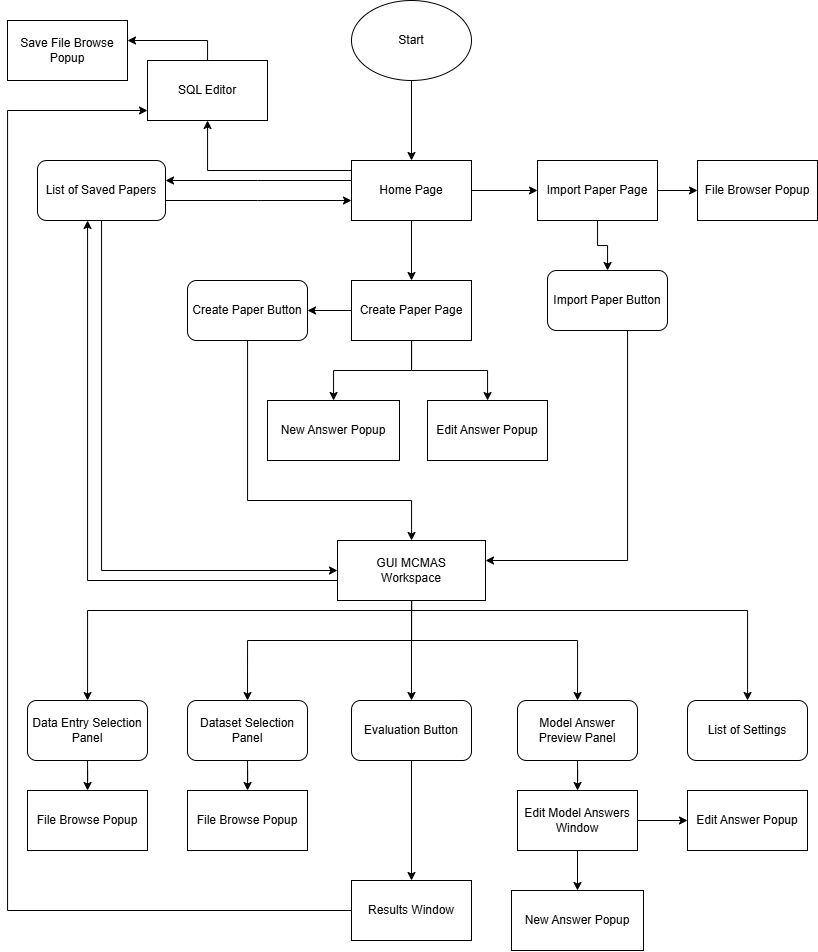 Start
Save File Browse
Popup
SQL Editor
List of Saved Papers
Home Page
Import Paper Page
File Browser Popup
Create Paper Button
Create Paper Page
Import Paper Button
New Answer Popup
Edit Answer Popup
GUI MCMAS
Workspace
Data Entry Selection
Panel
Dataset Selection
Panel
Evaluation Button
Model Answer
Preview Panel
List of Settings
File Browse Popup
File Browse Popup
Edit Model Answers
Window
Edit Answer Popup
Results Window
New Answer Popup